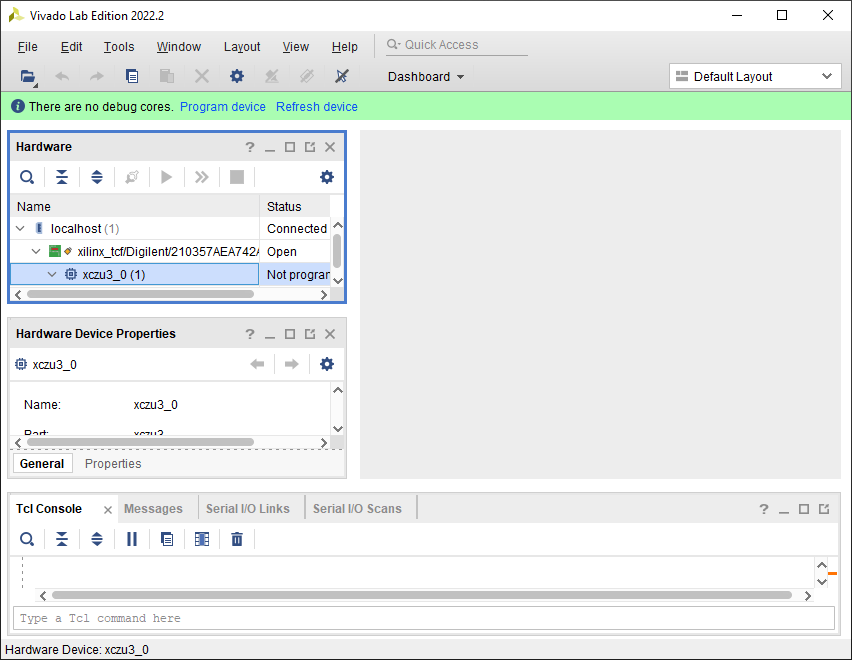 Vivado Lab Edition 2022.2
File Edit Tools Window Layout View Help Quick Access
Dashboard Default Layout
There are no debug cores. Program device Refresh device
Hardware
Name Status
localhost (1) Connected
xilinx_tcf/Digilent/210357AEA742A Open
xczu3_0 (1) Not program
Hardware Device Properties
xczu3_0
Name: xczu3_0
Part: xczu3
General Properties
Tcl Console Messages Serial I/O Links Serial I/O Scans
Type a Tcl command here
Hardware Device: xczu3_0